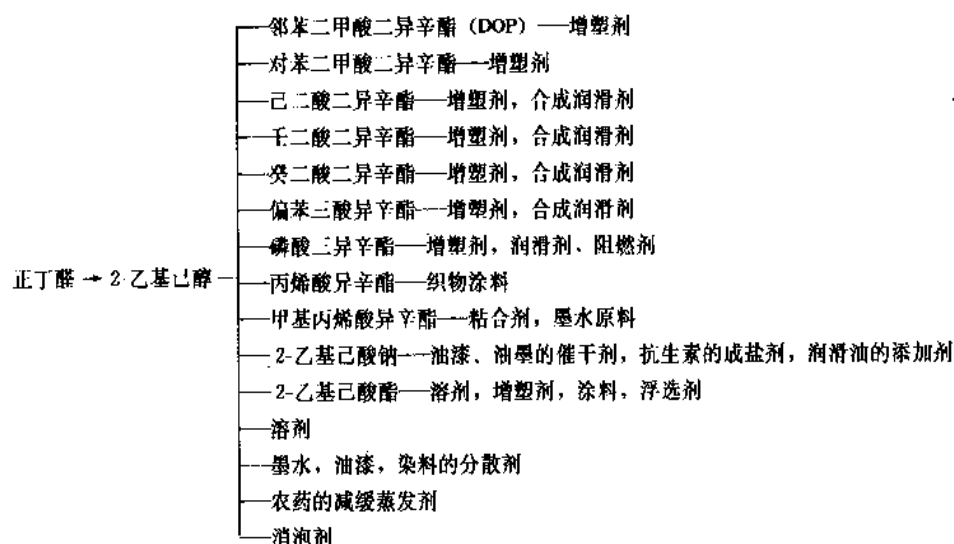 邻苯二甲酸二异辛酯（DOP）——增塑剂
对苯二甲酸二异辛酯——增塑剂
己二酸二异辛酯——增塑剂，合成润滑剂
壬二酸二异辛酯——增塑剂，合成润滑剂
癸二酸二异辛酯——增塑剂，合成润滑剂
偏苯三酸异辛酯——增塑剂，合成润滑剂
磷酸三异辛酯——增塑剂，润滑剂、阻燃剂
正丁醛→2-乙基己醇
丙烯酸异辛酯——织物涂料
甲基丙烯酸异辛酯——粘合剂，墨水原料
2-乙基己酸钠——油漆、油墨的催干剂，抗生素的成盐剂，润滑油的添加剂
2-乙基己酸酯——溶剂，增塑剂，涂料，浮选剂
溶剂
墨水，油漆，染料的分散剂
农药的减缓蒸发剂
消泡剂